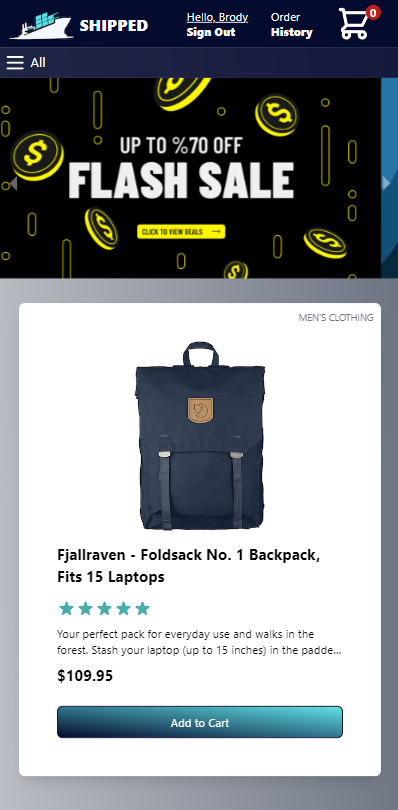 SHIPPED
Hello, Brody
Sign Out
Order
History
0
All
UP TO %70 OFF
FLASH SALE
CLICK TO VIEW DEALS
MEN'S CLOTHING
Fjallraven - Foldsack No. 1 Backpack,
Fits 15 Laptops
Your perfect pack for everyday use and walks in the
forest. Stash your laptop (up to 15 inches) in the padde...
$109.95
Add to Cart